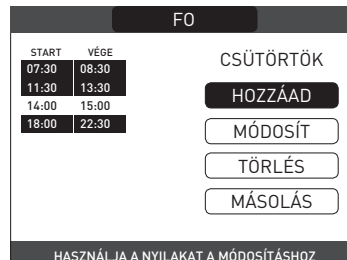 FO
START VÉGE
07:30 08:30
11:30 13:30
14:00 15:00
18:00 22:30
CSÜTÖRTÖK
HOZZÁAD
MÓDOSÍT
TÖRLÉS
MÁSOLÁS
HASZNÁLJA A NYILAKAT A MÓDOSÍTÁSHOZ